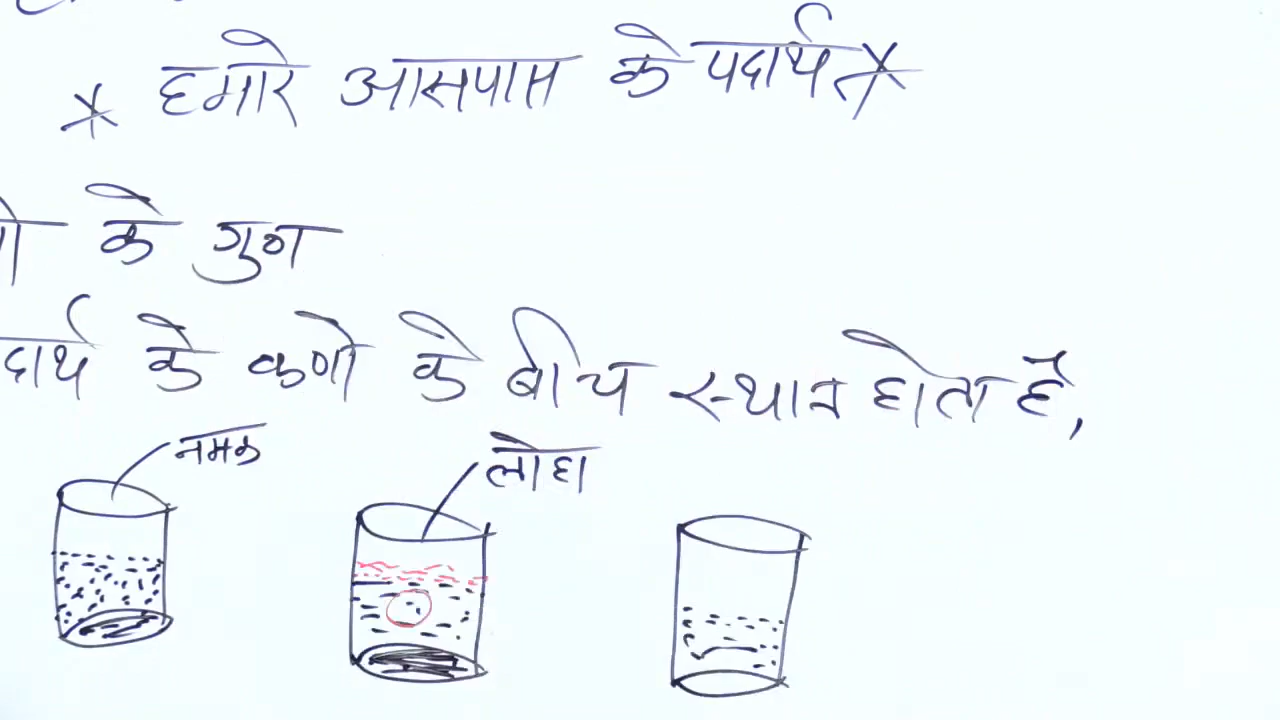 * हमारे आसपास के पदार्थ *
के गुन
दार्थ के कणो के बीच स्थान होता है,
नमक
लोहा